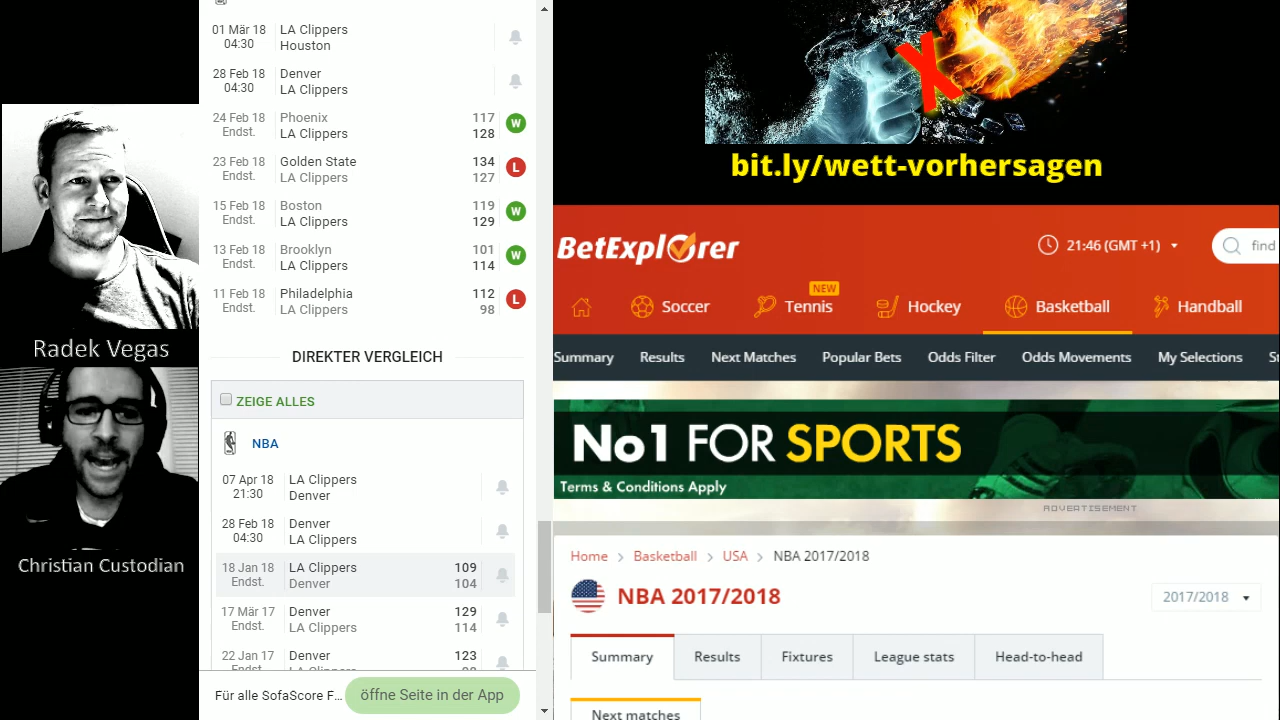 Radek Vegas
Christian Custodian
01 Mär 18
04:30
LA Clippers
Houston
28 Feb 18
04:30
Denver
LA Clippers
24 Feb 18
Endst.
Phoenix 117
LA Clippers 128
W
23 Feb 18
Endst.
Golden State 134
LA Clippers 127
L
15 Feb 18
Endst.
Boston 119
LA Clippers 129
W
13 Feb 18
Endst.
Brooklyn 101
LA Clippers 114
W
11 Feb 18
Endst.
Philadelphia 112
LA Clippers 98
L
DIREKTER VERGLEICH
ZEIGE ALLES
NBA
07 Apr 18
21:30
LA Clippers
Denver
28 Feb 18
04:30
Denver
LA Clippers
18 Jan 18
Endst.
LA Clippers 109
Denver 104
17 Mär 17
Endst.
Denver 129
LA Clippers 114
22 Jan 17
Endst.
Denver 123
LA Clippers
Für alle SofaScore F...
öffne Seite in der App
X
bit.ly/wett-vorhersagen
BetExplorer
21:46 (GMT +1)
find
NEW
Soccer Tennis Hockey Basketball Handball
Summary Results Next Matches Popular Bets Odds Filter Odds Movements My Selections
No1 FOR SPORTS
Terms & Conditions Apply
ADVERTISEMENT
Home > Basketball > USA > NBA 2017/2018
NBA 2017/2018
2017/2018
Summary Results Fixtures League stats Head-to-head
Next matches